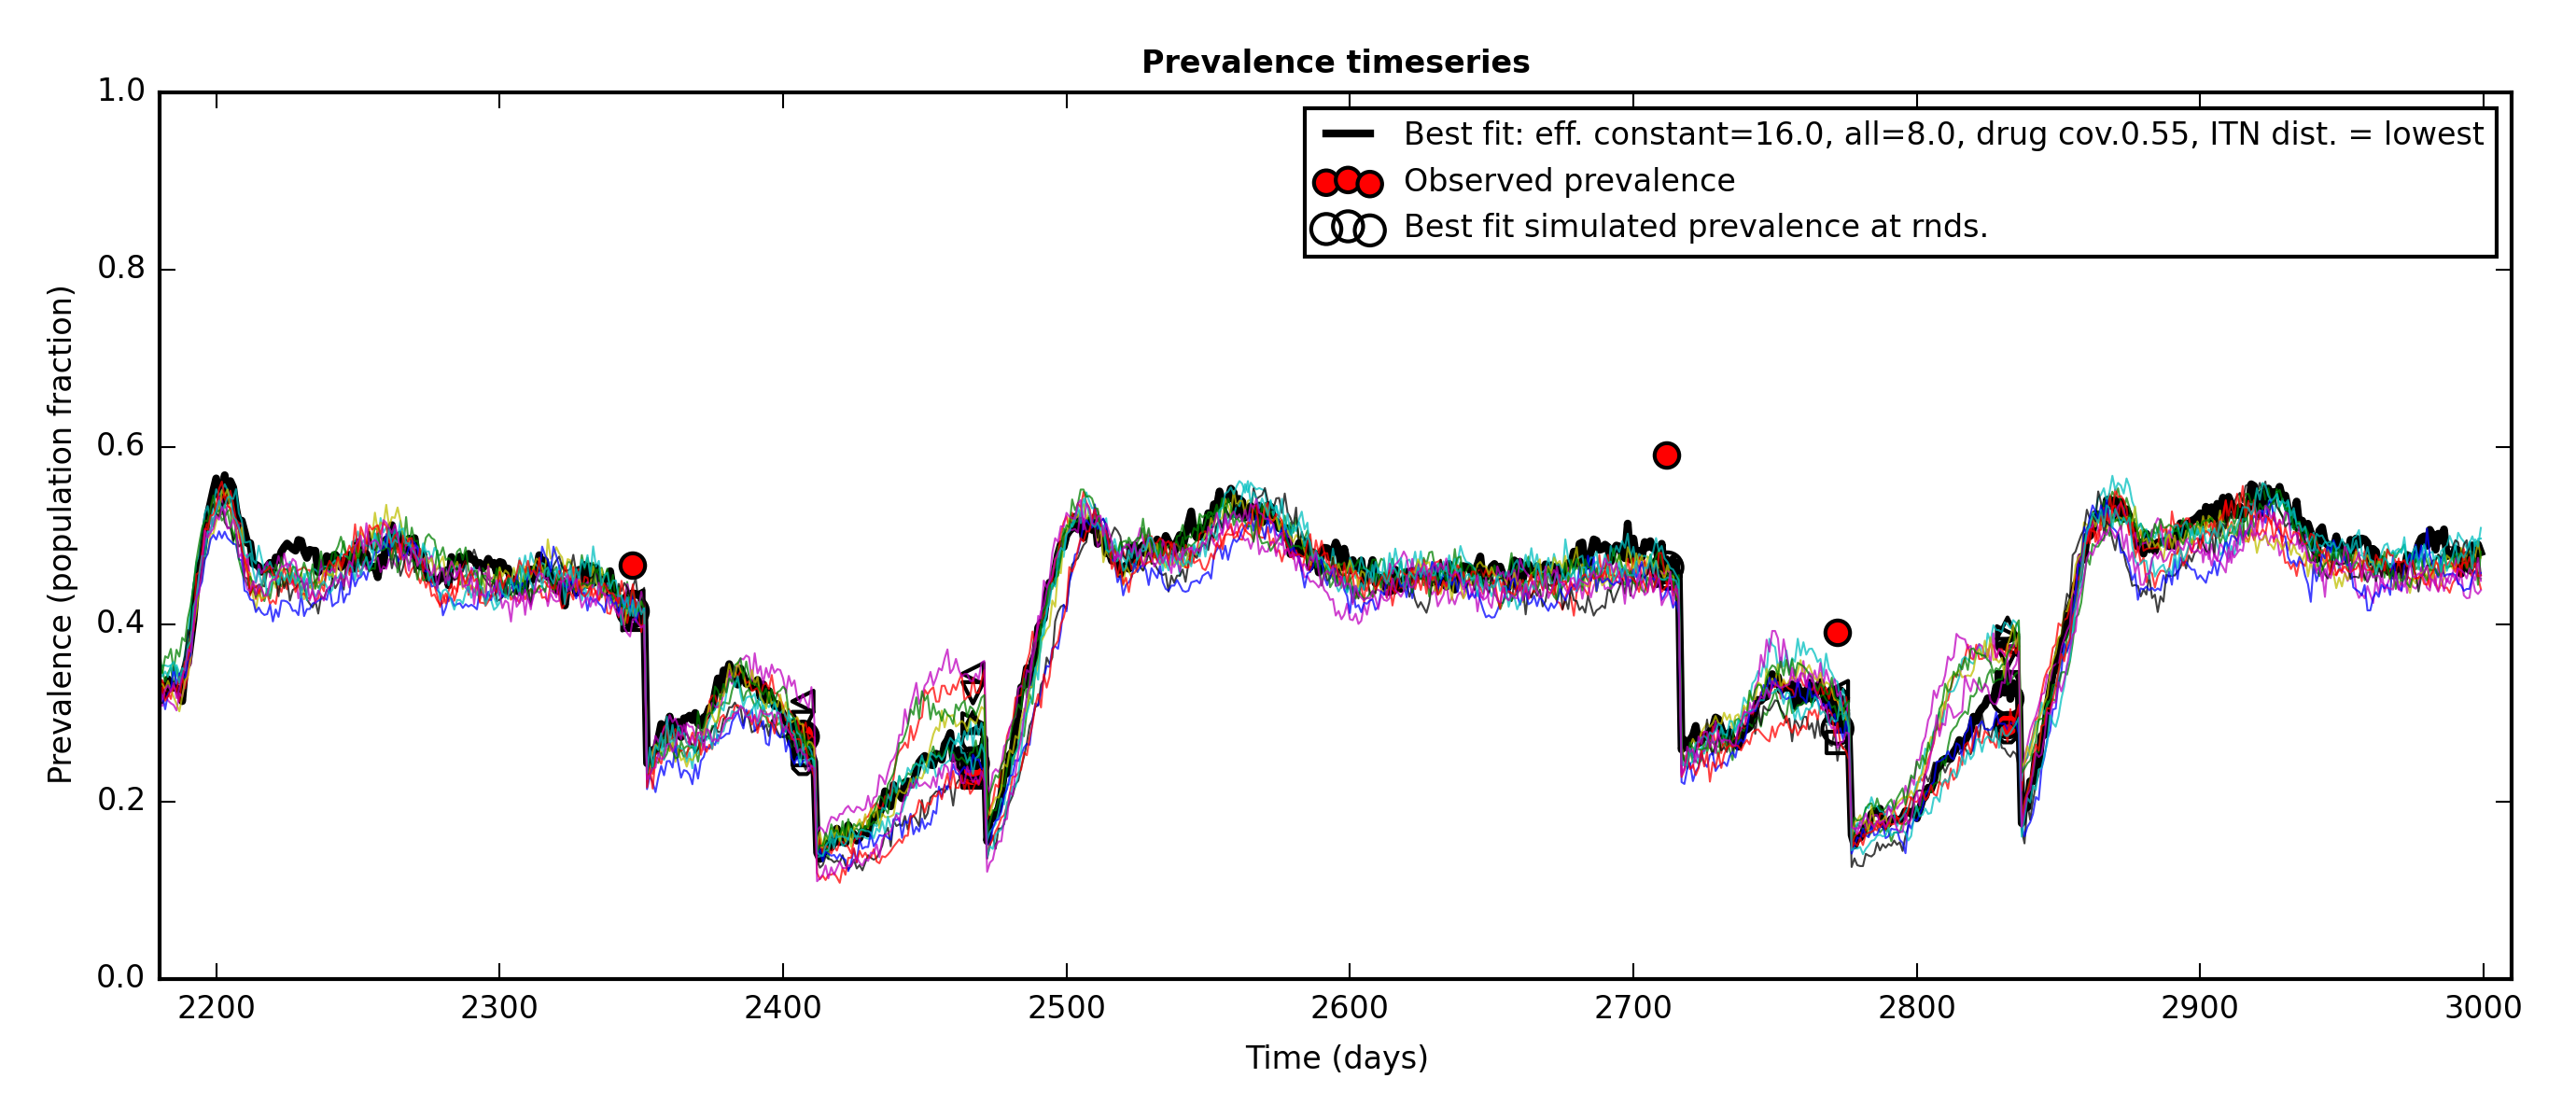 Prevalence timeseries
Best fit: eff. constant=16.0, all=8.0, drug cov.0.55, ITN dist. = lowest
Observed prevalence
Best fit simulated prevalence at rnds.
Prevalence (population fraction)
1.0
0.8
0.6
0.4
0.2
0.0
2200 2300 2400 2500 2600 2700 2800 2900 3000
Time (days)